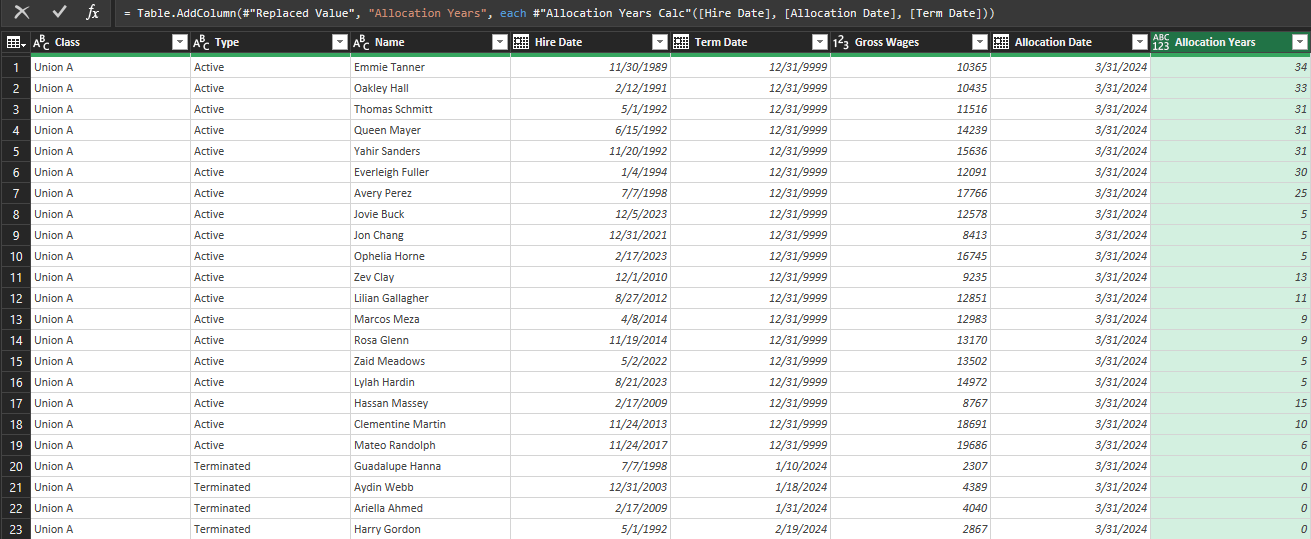 = Table.AddColumn(#"Replaced Value", "Allocation Years", each #"Allocation Years Calc"([Hire Date], [Allocation Date], [Term Date]))
ABC Class ABC Type ABC Name Hire Date Term Date 123 Gross Wages Allocation Date ABC 123 Allocation Years
1 Union A Active Emmie Tanner 11/30/1989 12/31/9999 10365 3/31/2024 34
2 Union A Active Oakley Hall 2/12/1991 12/31/9999 10435 3/31/2024 33
3 Union A Active Thomas Schmitt 5/1/1992 12/31/9999 11516 3/31/2024 31
4 Union A Active Queen Mayer 6/15/1992 12/31/9999 14239 3/31/2024 31
5 Union A Active Yahir Sanders 11/20/1992 12/31/9999 15636 3/31/2024 31
6 Union A Active Everleigh Fuller 1/4/1994 12/31/9999 12091 3/31/2024 30
7 Union A Active Avery Perez 7/7/1998 12/31/9999 17766 3/31/2024 25
8 Union A Active Jovie Buck 12/5/2023 12/31/9999 12578 3/31/2024 5
9 Union A Active Jon Chang 12/31/2021 12/31/9999 8413 3/31/2024 5
10 Union A Active Ophelia Horne 2/17/2023 12/31/9999 16745 3/31/2024 5
11 Union A Active Zev Clay 12/1/2010 12/31/9999 9235 3/31/2024 13
12 Union A Active Lilian Gallagher 8/27/2012 12/31/9999 12851 3/31/2024 11
13 Union A Active Marcos Meza 4/8/2014 12/31/9999 12983 3/31/2024 9
14 Union A Active Rosa Glenn 11/19/2014 12/31/9999 13170 3/31/2024 9
15 Union A Active Zaid Meadows 5/2/2022 12/31/9999 13502 3/31/2024 5
16 Union A Active Lylah Hardin 8/21/2023 12/31/9999 14972 3/31/2024 5
17 Union A Active Hassan Massey 2/17/2009 12/31/9999 8767 3/31/2024 15
18 Union A Active Clementine Martin 11/24/2013 12/31/9999 18691 3/31/2024 10
19 Union A Active Mateo Randolph 11/24/2017 12/31/9999 19686 3/31/2024 6
20 Union A Terminated Guadalupe Hanna 7/7/1998 1/10/2024 2307 3/31/2024 0
21 Union A Terminated Aydin Webb 12/31/2003 1/18/2024 4389 3/31/2024 0
22 Union A Terminated Ariella Ahmed 2/17/2009 1/31/2024 4040 3/31/2024 0
23 Union A Terminated Harry Gordon 5/1/1992 2/19/2024 2867 3/31/2024 0